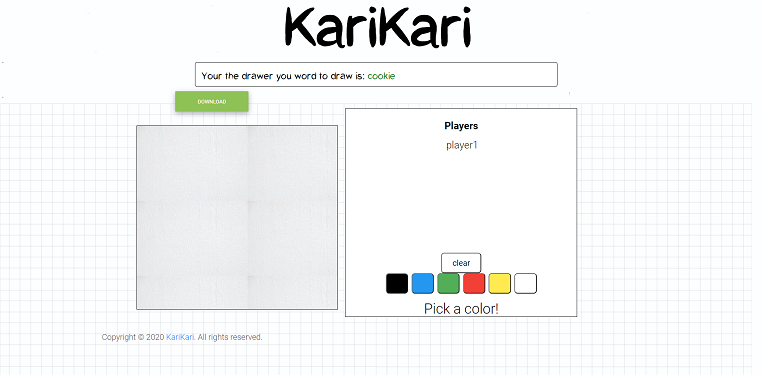 KariKari
Your the drawer you word to draw is: cookie
DOWNLOAD
Players
player1
clear
Pick a color!
Copyright © 2020 KariKari. All rights reserved.